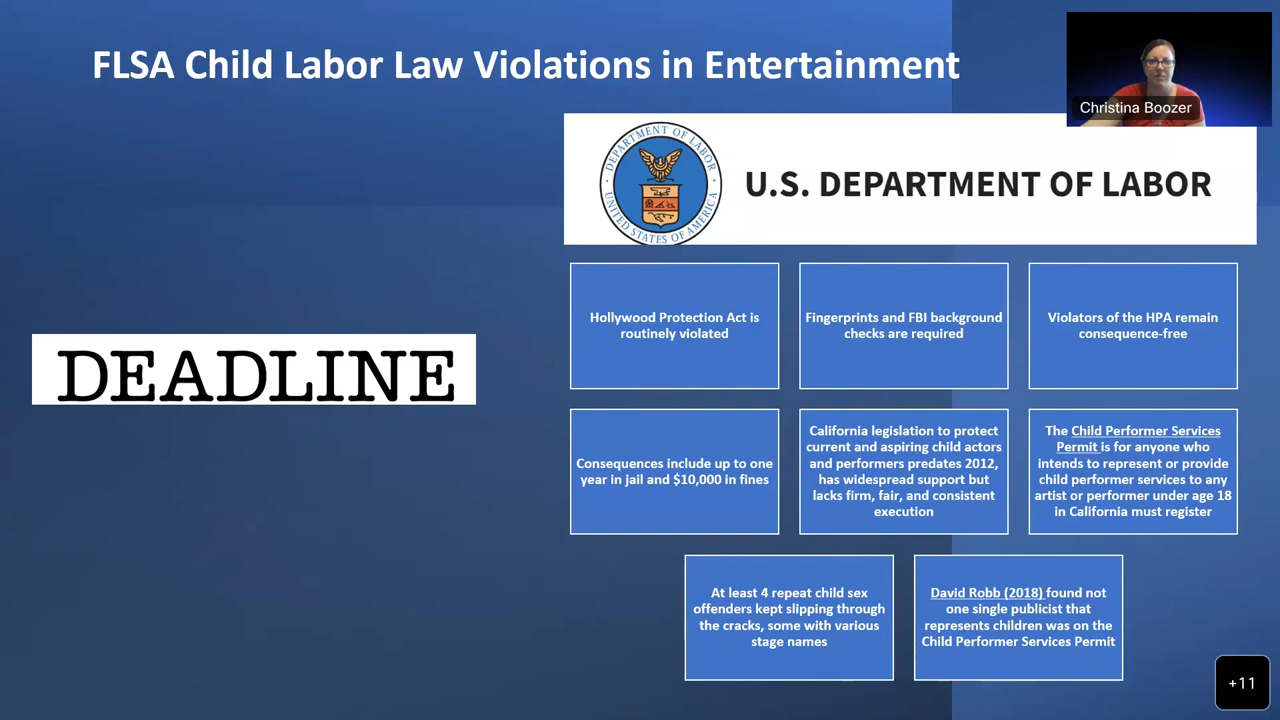 FLSA Child Labor Law Violations in Entertainment
Christina Boozer
DEPARTMENT OF LABOR
UNITED STATES OF AMERICA
U.S. DEPARTMENT OF LABOR
DEADLINE
Hollywood Protection Act is
routinely violated
Fingerprints and FBI background
checks are required
Violators of the HPA remain
consequence-free
Consequences include up to one
year in jail and $10,000 in fines
California legislation to protect
current and aspiring child actors
and performers predates 2012,
has widespread support but
lacks firm, fair, and consistent
execution
The Child Performer Services
Permit is for anyone who
intends to represent or provide
child performer services to any
artist or performer under age 18
in California must register
At least 4 repeat child sex
offenders kept slipping through
the cracks, some with various
stage names
David Robb (2018) found not
one single publicist that
represents children was on the
Child Performer Services Permit
+11